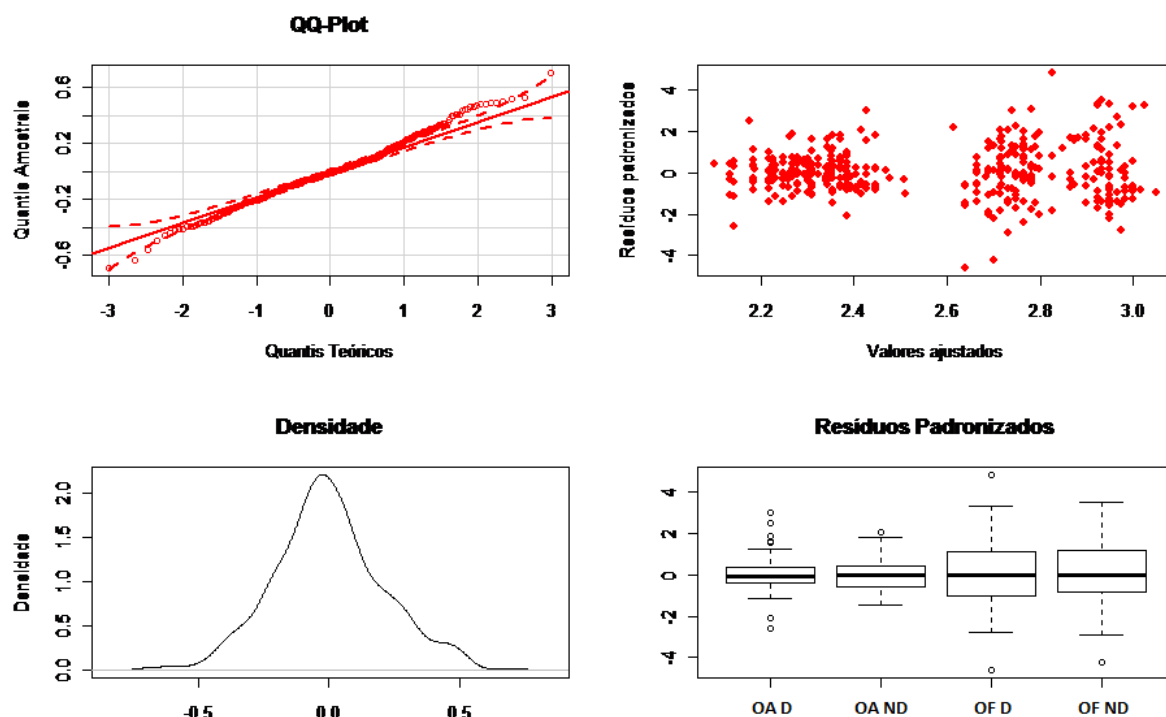 QQ-Plot
Quantis Amostrais
0.6
0.2
-0.2
-0.6
-3
-2
-1
0
1
2
3
Quantis Teóricos
Resíduos padronizados
4
2
0
-2
-4
2.2
2.4
2.6
2.8
3.0
Valores ajustados
Densidade
Densidade
2.0
1.5
1.0
0.5
0.0
-0.5
0.0
0.5
Resíduos Padronizados
4
2
0
-2
-4
OA D
OA ND
OF D
OF ND